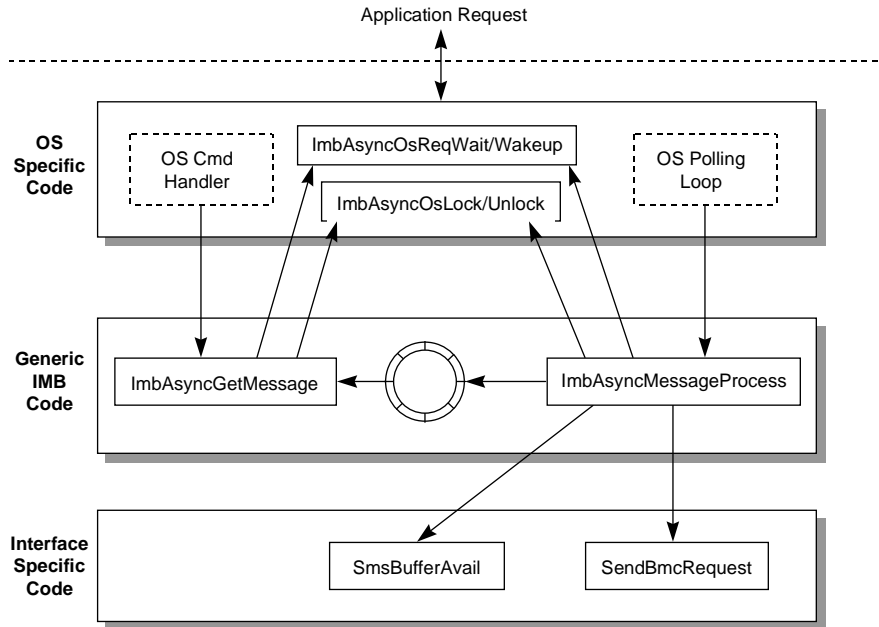 Application Request
OS
Specific
Code
OS Cmd
Handler
ImbAsyncOsReqWait/Wakeup
ImbAsyncOsLock/Unlock
OS Polling
Loop
Generic
IMB
Code
ImbAsyncGetMessage
ImbAsyncMessageProcess
Interface
Specific
Code
SmsBufferAvail
SendBmcRequest